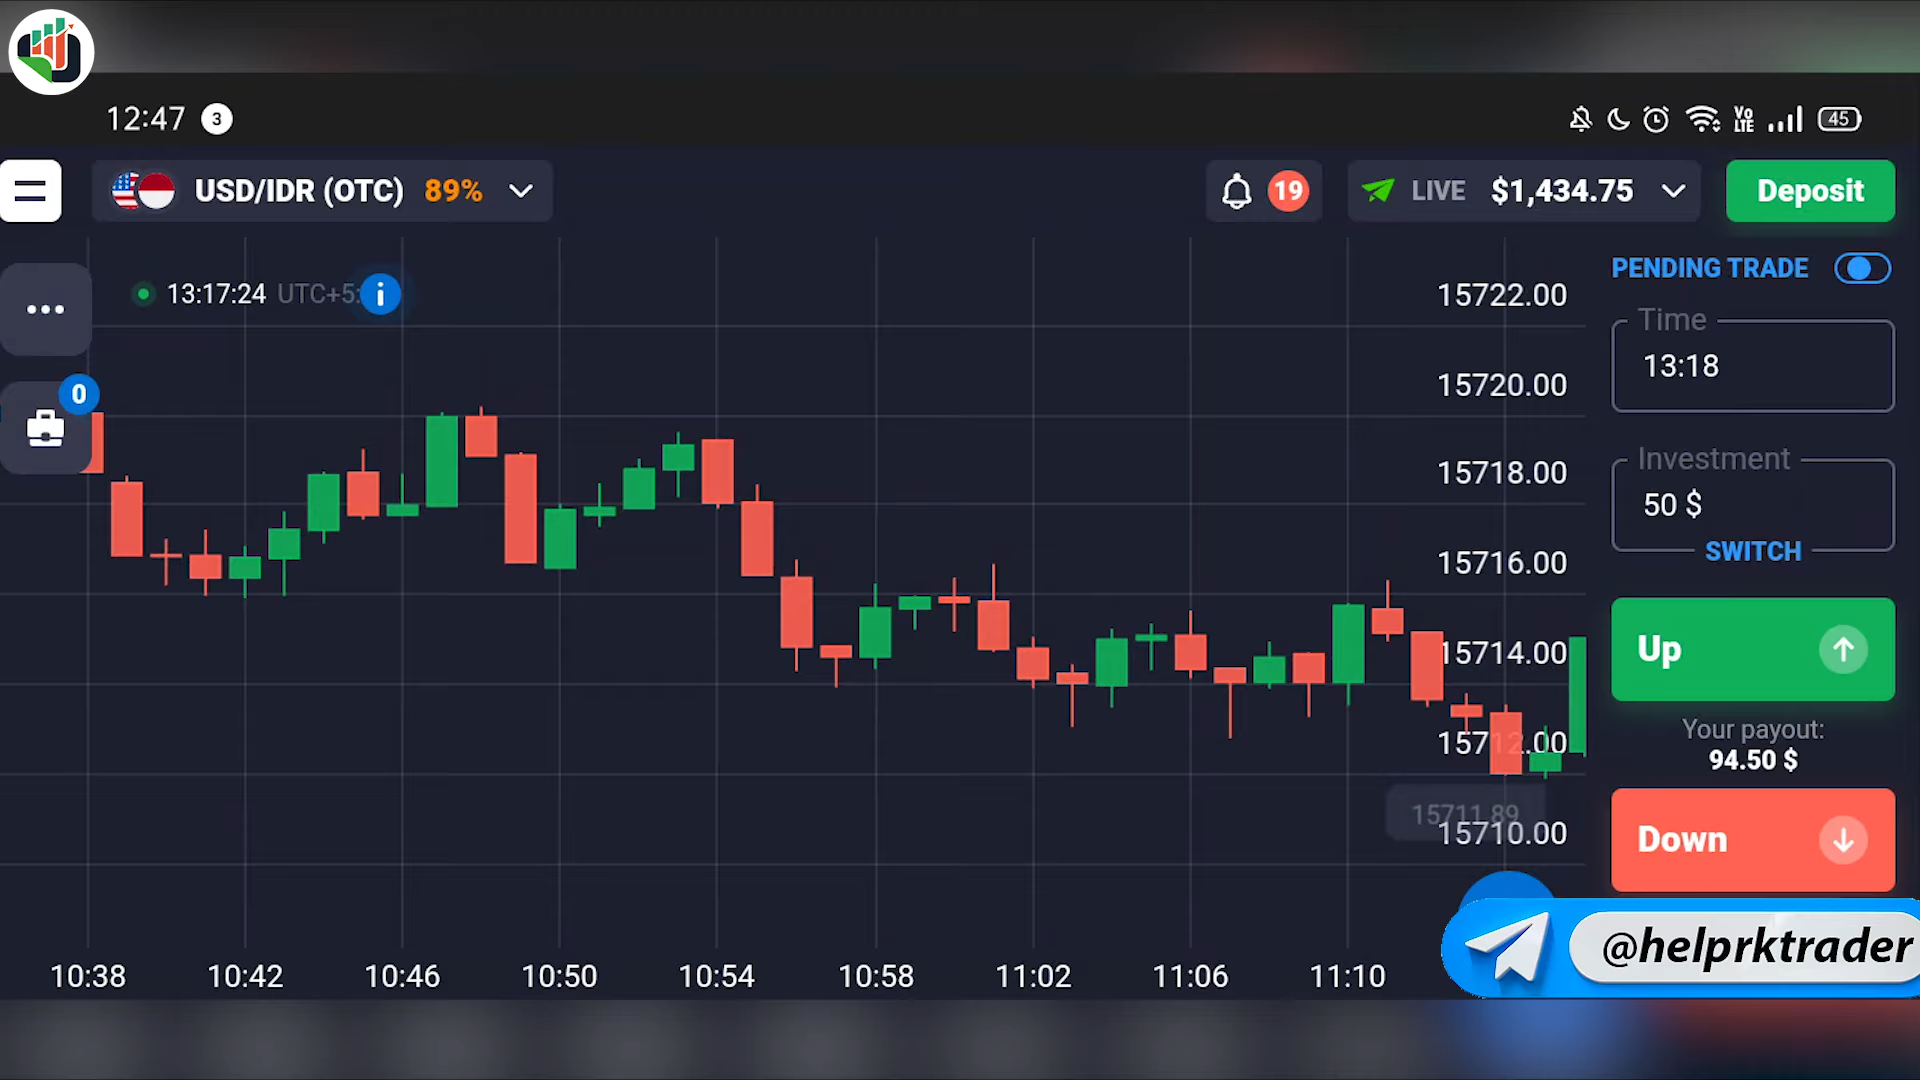 12:47 3
Vo LTE 45
USD/IDR (OTC) 89%
19
LIVE $1,434.75
Deposit
13:17:24 UTC+5:
i
0
15722.00
15720.00
15718.00
15716.00
15714.00
15712.00
15711.89
15710.00
PENDING TRADE
Time
13:18
Investment
50 $
SWITCH
Up
Your payout:
94.50 $
Down
@helprktrader
10:38 10:42 10:46 10:50 10:54 10:58 11:02 11:06 11:10